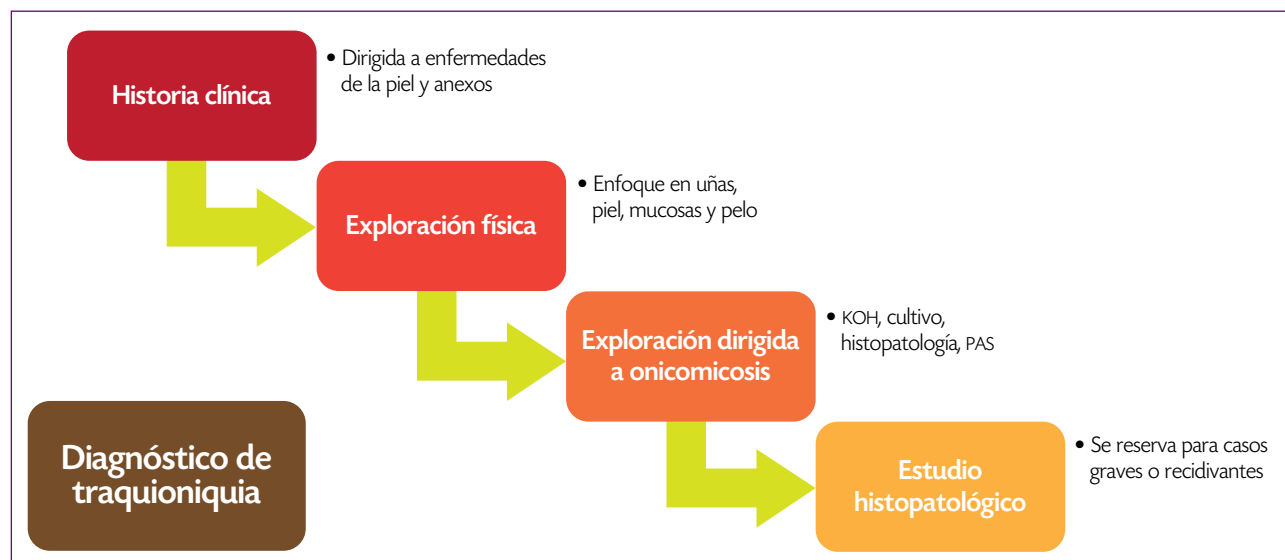 Historia clínica
• Dirigida a enfermedades
de la piel y anexos
Exploración física
• Enfoque en uñas,
piel, mucosas y pelo
Exploración dirigida
a onicomicosis
• KOH, cultivo,
histopatología, PAS
Estudio
histopatológico
• Se reserva para casos
graves o recidivantes
Diagnóstico de
traquioniquia